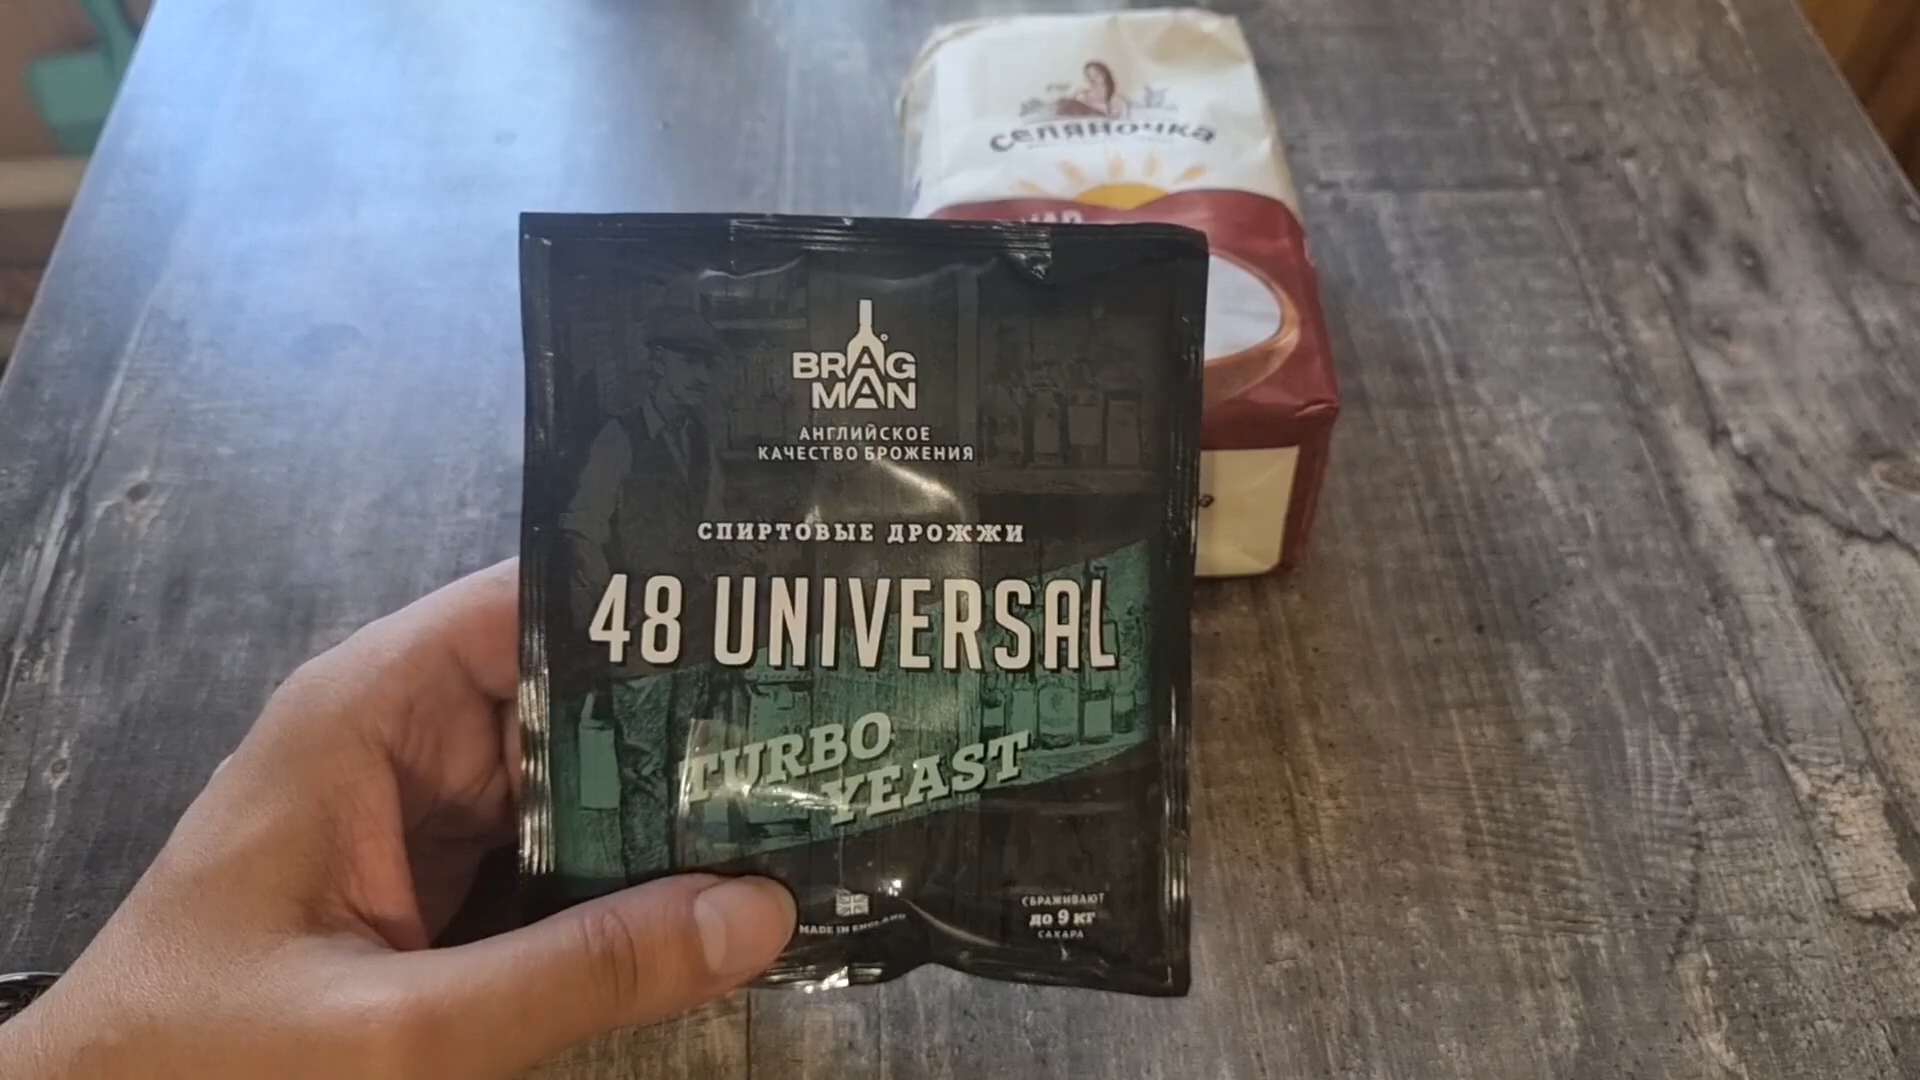 селяночка
BRAG
MAN
АНГЛИЙСКОЕ
КАЧЕСТВО БРОЖЕНИЯ
СПИРТОВЫЕ ДРОЖЖИ
48 UNIVERSAL
TURBO
YEAST
MADE IN ENGLAND
СБРАЖИВАЮТ
до 9 кг
САХАРА